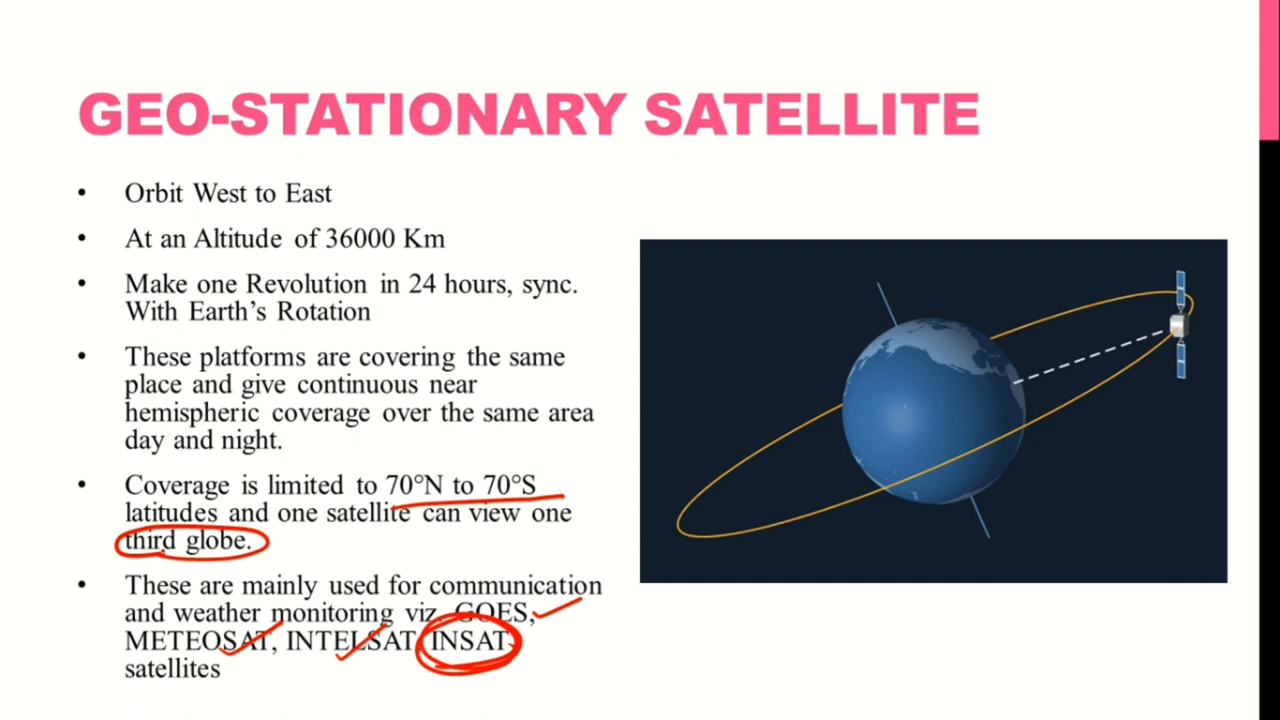 GEO-STATIONARY SATELLITE
• Orbit West to East
• At an Altitude of 36000 Km
• Make one Revolution in 24 hours, sync.
With Earth’s Rotation
• These platforms are covering the same
place and give continuous near
hemispheric coverage over the same area
day and night.
• Coverage is limited to 70°N to 70°S
latitudes and one satellite can view one
third globe.
• These are mainly used for communication
and weather monitoring viz. GOES,
METEOSAT, INTELSAT, INSAT
satellites